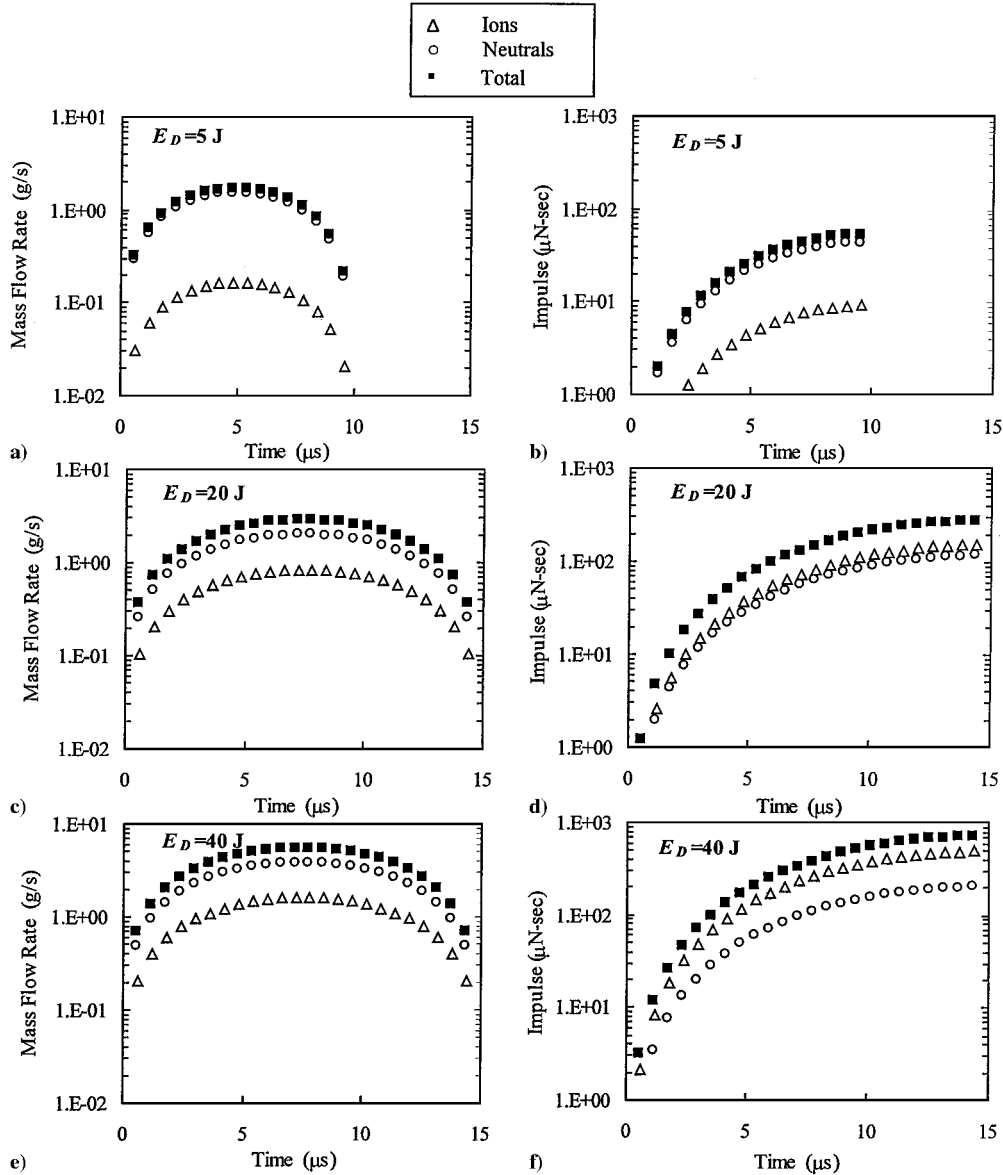 Ions
Neutrals
Total
1.E+01
1.E+00
1.E-01
1.E-02
Mass Flow Rate (g/s)
E_D=5 J
0 5 10 15
Time (μs)
a)
1.E+03
1.E+02
1.E+01
1.E+00
Impulse (μN-sec)
E_D=5 J
0 5 10 15
Time (μs)
b)
1.E+01
1.E+00
1.E-01
1.E-02
Mass Flow Rate (g/s)
E_D=20 J
0 5 10 15
Time (μs)
c)
1.E+03
1.E+02
1.E+01
1.E+00
Impulse (μN-sec)
E_D=20 J
0 5 10 15
Time (μs)
d)
1.E+01
1.E+00
1.E-01
1.E-02
Mass Flow Rate (g/s)
E_D=40 J
0 5 10 15
Time (μs)
e)
1.E+03
1.E+02
1.E+01
1.E+00
Impulse (μN-sec)
E_D=40 J
0 5 10 15
Time (μs)
f)